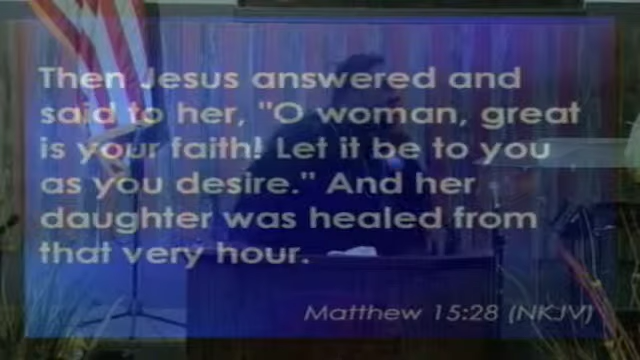 Then Jesus answered and
said to her, "O woman, great
is your faith! Let it be to you
as you desire." And her
daughter was healed from
that very hour.
Matthew 15:28 (NKJV)